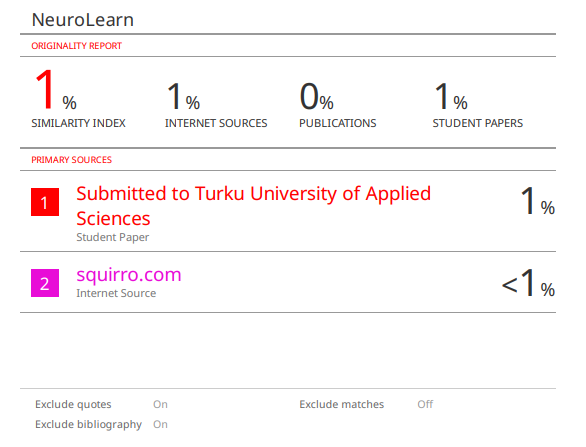 NeuroLearn
ORIGINALITY REPORT
1% 1% 0% 1%
SIMILARITY INDEX INTERNET SOURCES PUBLICATIONS STUDENT PAPERS
PRIMARY SOURCES
1 Submitted to Turku University of Applied 1%
Sciences
Student Paper
2 squirro.com <1%
Internet Source
Exclude quotes On Exclude matches Off
Exclude bibliography On